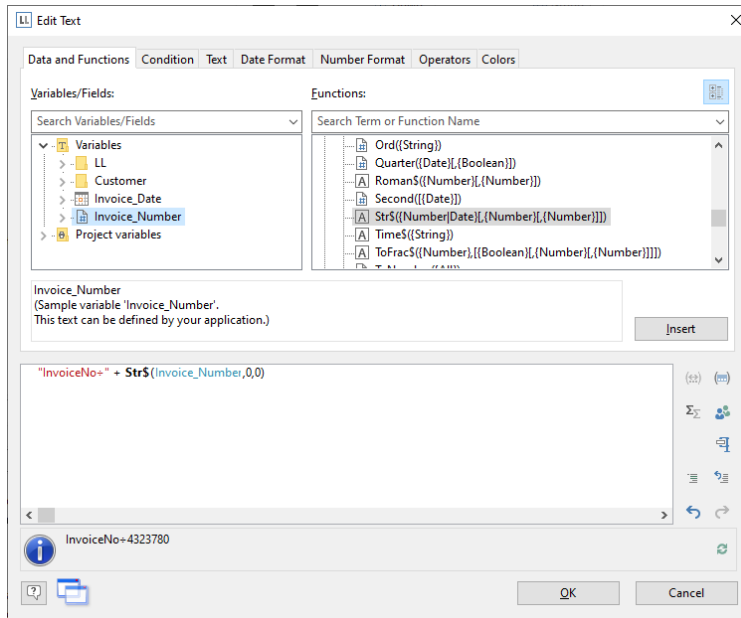 LL Edit Text
Data and Functions Condition Text Date Format Number Format Operators Colors
Variables/Fields:
Functions:
Search Variables/Fields
Search Term or Function Name
Variables
LL
Customer
Invoice_Date
Invoice_Number
Project variables
Ord({String})
Quarter({Date}[,{Boolean}])
Roman$({Number}[,{Number}])
Second([{Date}])
Str$({Number|Date}[,{Number}[,{Number}]])
Time$({String})
ToFrac$({Number},[{Boolean}[,{Number}[,{Number}]]])
Invoice_Number
(Sample variable 'Invoice_Number'.
This text can be defined by your application.)
Insert
"InvoiceNo÷" + Str$(Invoice_Number,0,0)
InvoiceNo÷4323780
OK
Cancel